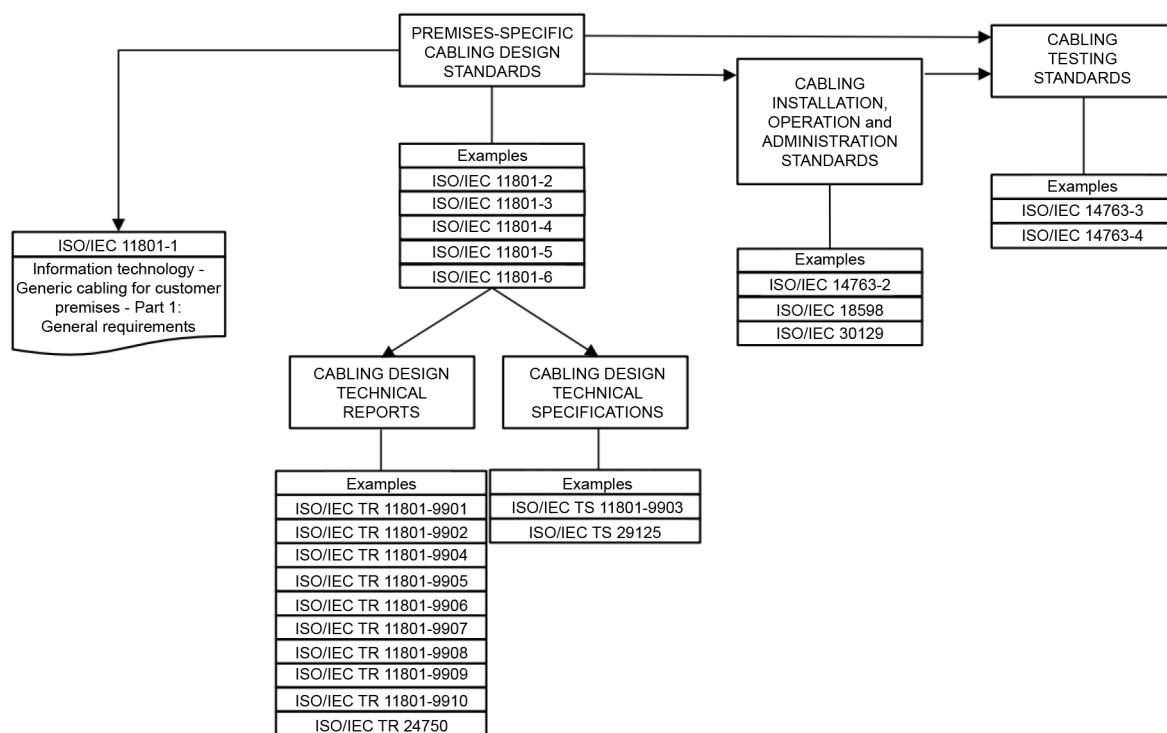 PREMISES-SPECIFIC
CABLING DESIGN
STANDARDS
CABLING
TESTING
STANDARDS
CABLING
INSTALLATION,
OPERATION and
ADMINISTRATION
STANDARDS
Examples
ISO/IEC 11801-2
ISO/IEC 11801-3
ISO/IEC 11801-4
ISO/IEC 11801-5
ISO/IEC 11801-6
Examples
ISO/IEC 14763-3
ISO/IEC 14763-4
ISO/IEC 11801-1
Information technology -
Generic cabling for customer
premises - Part 1:
General requirements
Examples
ISO/IEC 14763-2
ISO/IEC 18598
ISO/IEC 30129
CABLING DESIGN
TECHNICAL
REPORTS
CABLING DESIGN
TECHNICAL
SPECIFICATIONS
Examples
ISO/IEC TR 11801-9901
ISO/IEC TR 11801-9902
ISO/IEC TR 11801-9904
ISO/IEC TR 11801-9905
ISO/IEC TR 11801-9906
ISO/IEC TR 11801-9907
ISO/IEC TR 11801-9908
ISO/IEC TR 11801-9909
ISO/IEC TR 11801-9910
ISO/IEC TR 24750
Examples
ISO/IEC TS 11801-9903
ISO/IEC TS 29125